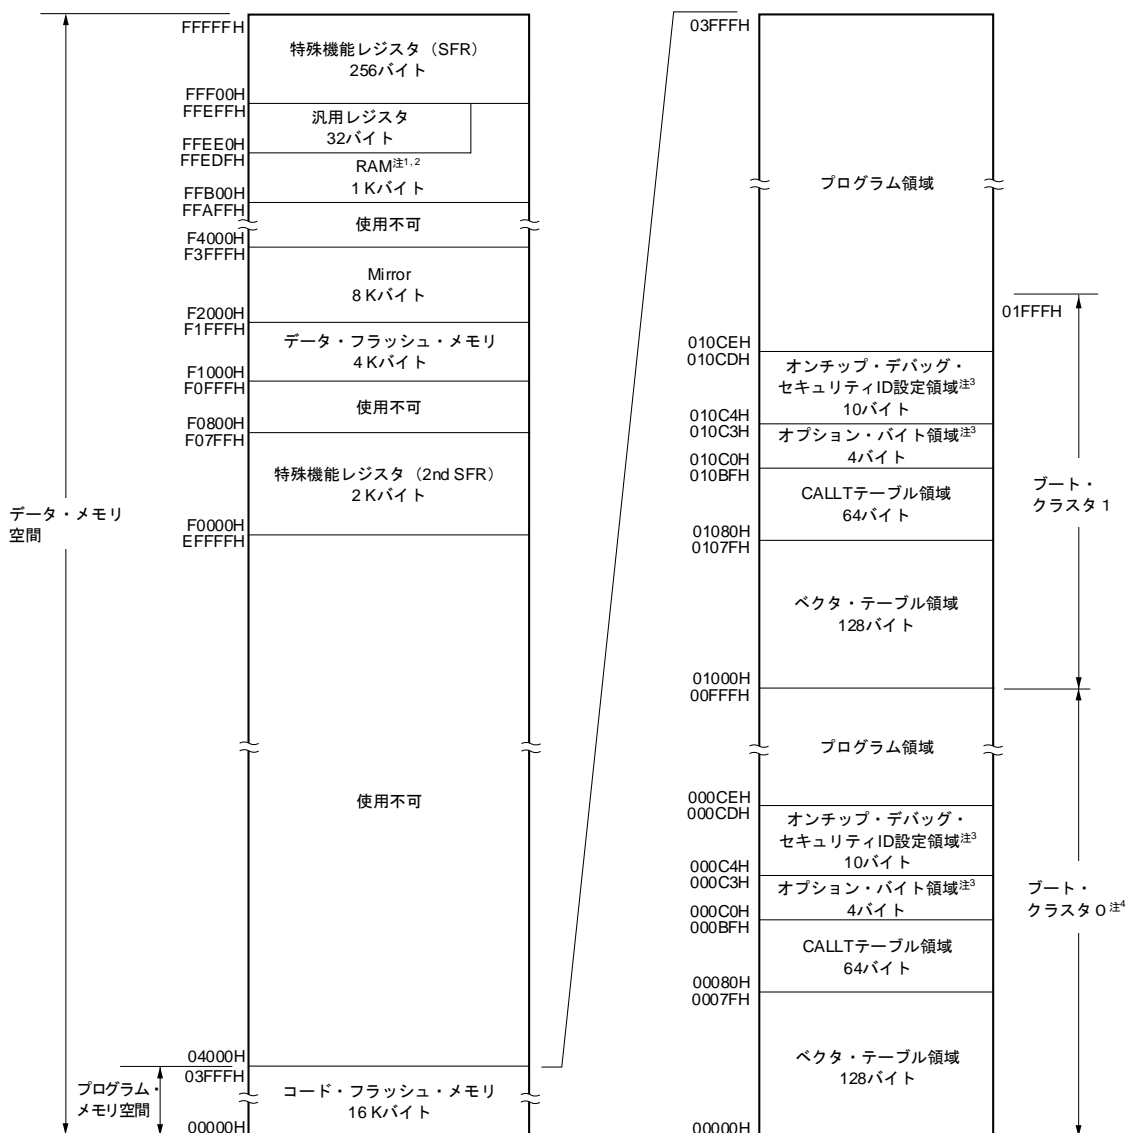 FFFFFH
特殊機能レジスタ（SFR）
256バイト
FFF00H
FFEFFH
汎用レジスタ
32バイト
FFEE0H
FFEDFH
RAM注1,2
1 Kバイト
FFB00H
FFAFFH
使用不可
F4000H
F3FFFH
Mirror
8 Kバイト
F2000H
F1FFFH
データ・フラッシュ・メモリ
4 Kバイト
F1000H
F0FFFH
使用不可
F0800H
F07FFH
特殊機能レジスタ（2nd SFR）
2 Kバイト
データ・メモリ
空間
F0000H
EFFFFH
使用不可
04000H
03FFFH
プログラム・
メモリ空間
コード・フラッシュ・メモリ
16 Kバイト
00000H
03FFFH
プログラム領域
01FFFH
010CEH
010CDH
オンチップ・デバッグ・
セキュリティID設定領域注3
10バイト
010C4H
010C3H
オプション・バイト領域注3
4バイト
010C0H
010BFH
CALLTテーブル領域
64バイト
ブート・
クラスタ1
01080H
0107FH
ベクタ・テーブル領域
128バイト
01000H
00FFFH
プログラム領域
000CEH
000CDH
オンチップ・デバッグ・
セキュリティID設定領域注3
10バイト
000C4H
000C3H
オプション・バイト領域注3
4バイト
ブート・
クラスタ0注4
000C0H
000BFH
CALLTテーブル領域
64バイト
00080H
0007FH
ベクタ・テーブル領域
128バイト
00000H